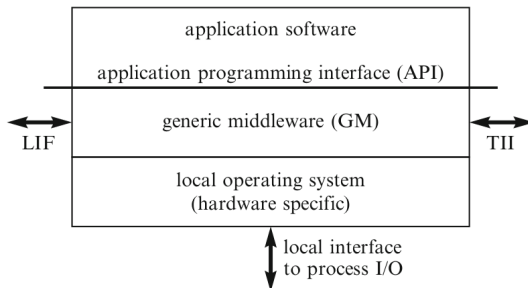 application software
application programming interface (API)
generic middleware (GM)
LIF
TII
local operating system
(hardware specific)
local interface
to process I/O